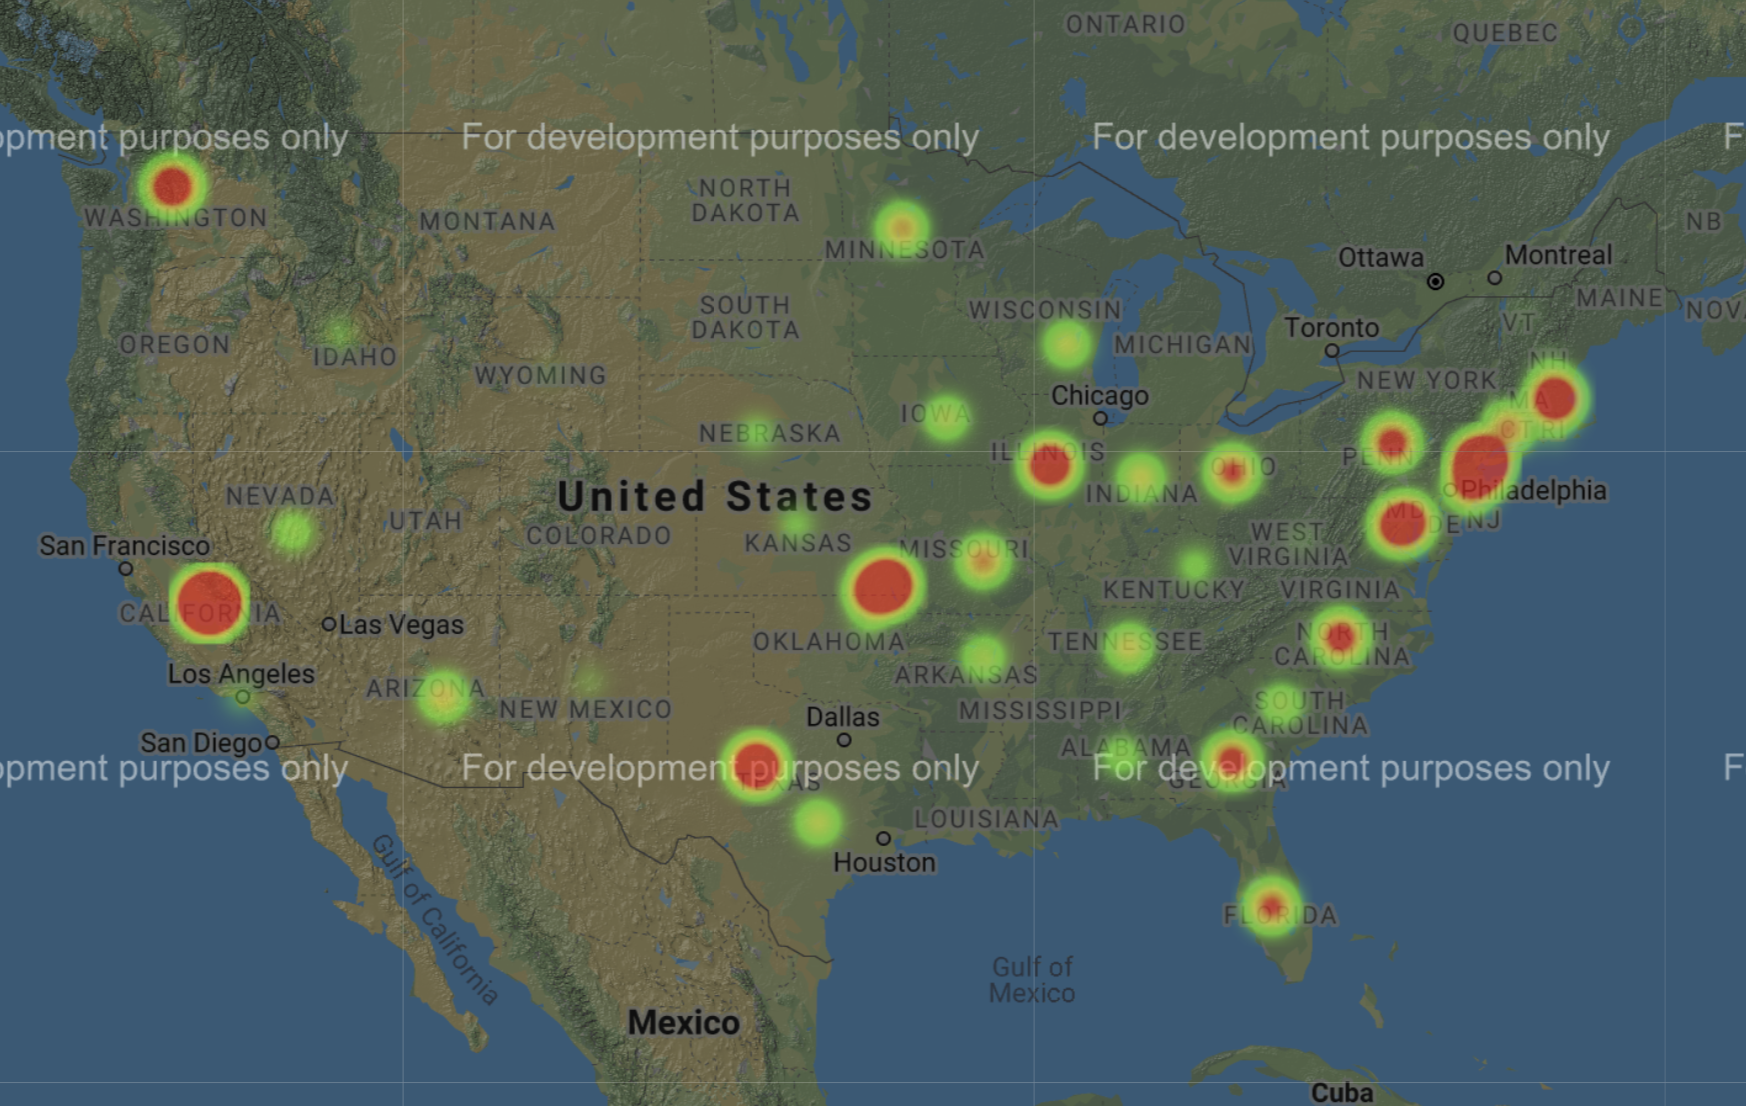 ONTARIO
QUEBEC
opment purposes only
For development purposes only
For development purposes only
F
WASHINGTON
MONTANA
NORTH
DAKOTA
MINNESOTA
NB
Ottawa
Montreal
MAINE
NOV
VT
SOUTH
DAKOTA
WISCONSIN
MICHIGAN
Toronto
OREGON
IDAHO
WYOMING
NH
NEW YORK
Chicago
MA
IOWA
CT RI
NEBRASKA
ILLINOIS
PENN
OHIO
INDIANA
NEVADA
United States
Philadelphia
UTAH
COLORADO
KANSAS
MISSOURI
MD
DE
NJ
WEST
VIRGINIA
San Francisco
KENTUCKY
VIRGINIA
CALIFORNIA
Las Vegas
OKLAHOMA
TENNESSEE
NORTH
CAROLINA
Los Angeles
ARIZONA
NEW MEXICO
ARKANSAS
MISSISSIPPI
SOUTH
CAROLINA
Dallas
San Diego
ALABAMA
opment purposes only
For development purposes only
For development purposes only
F
TEXAS
GEORGIA
LOUISIANA
Houston
Gulf of California
FLORIDA
Gulf of
Mexico
Mexico
Cuba